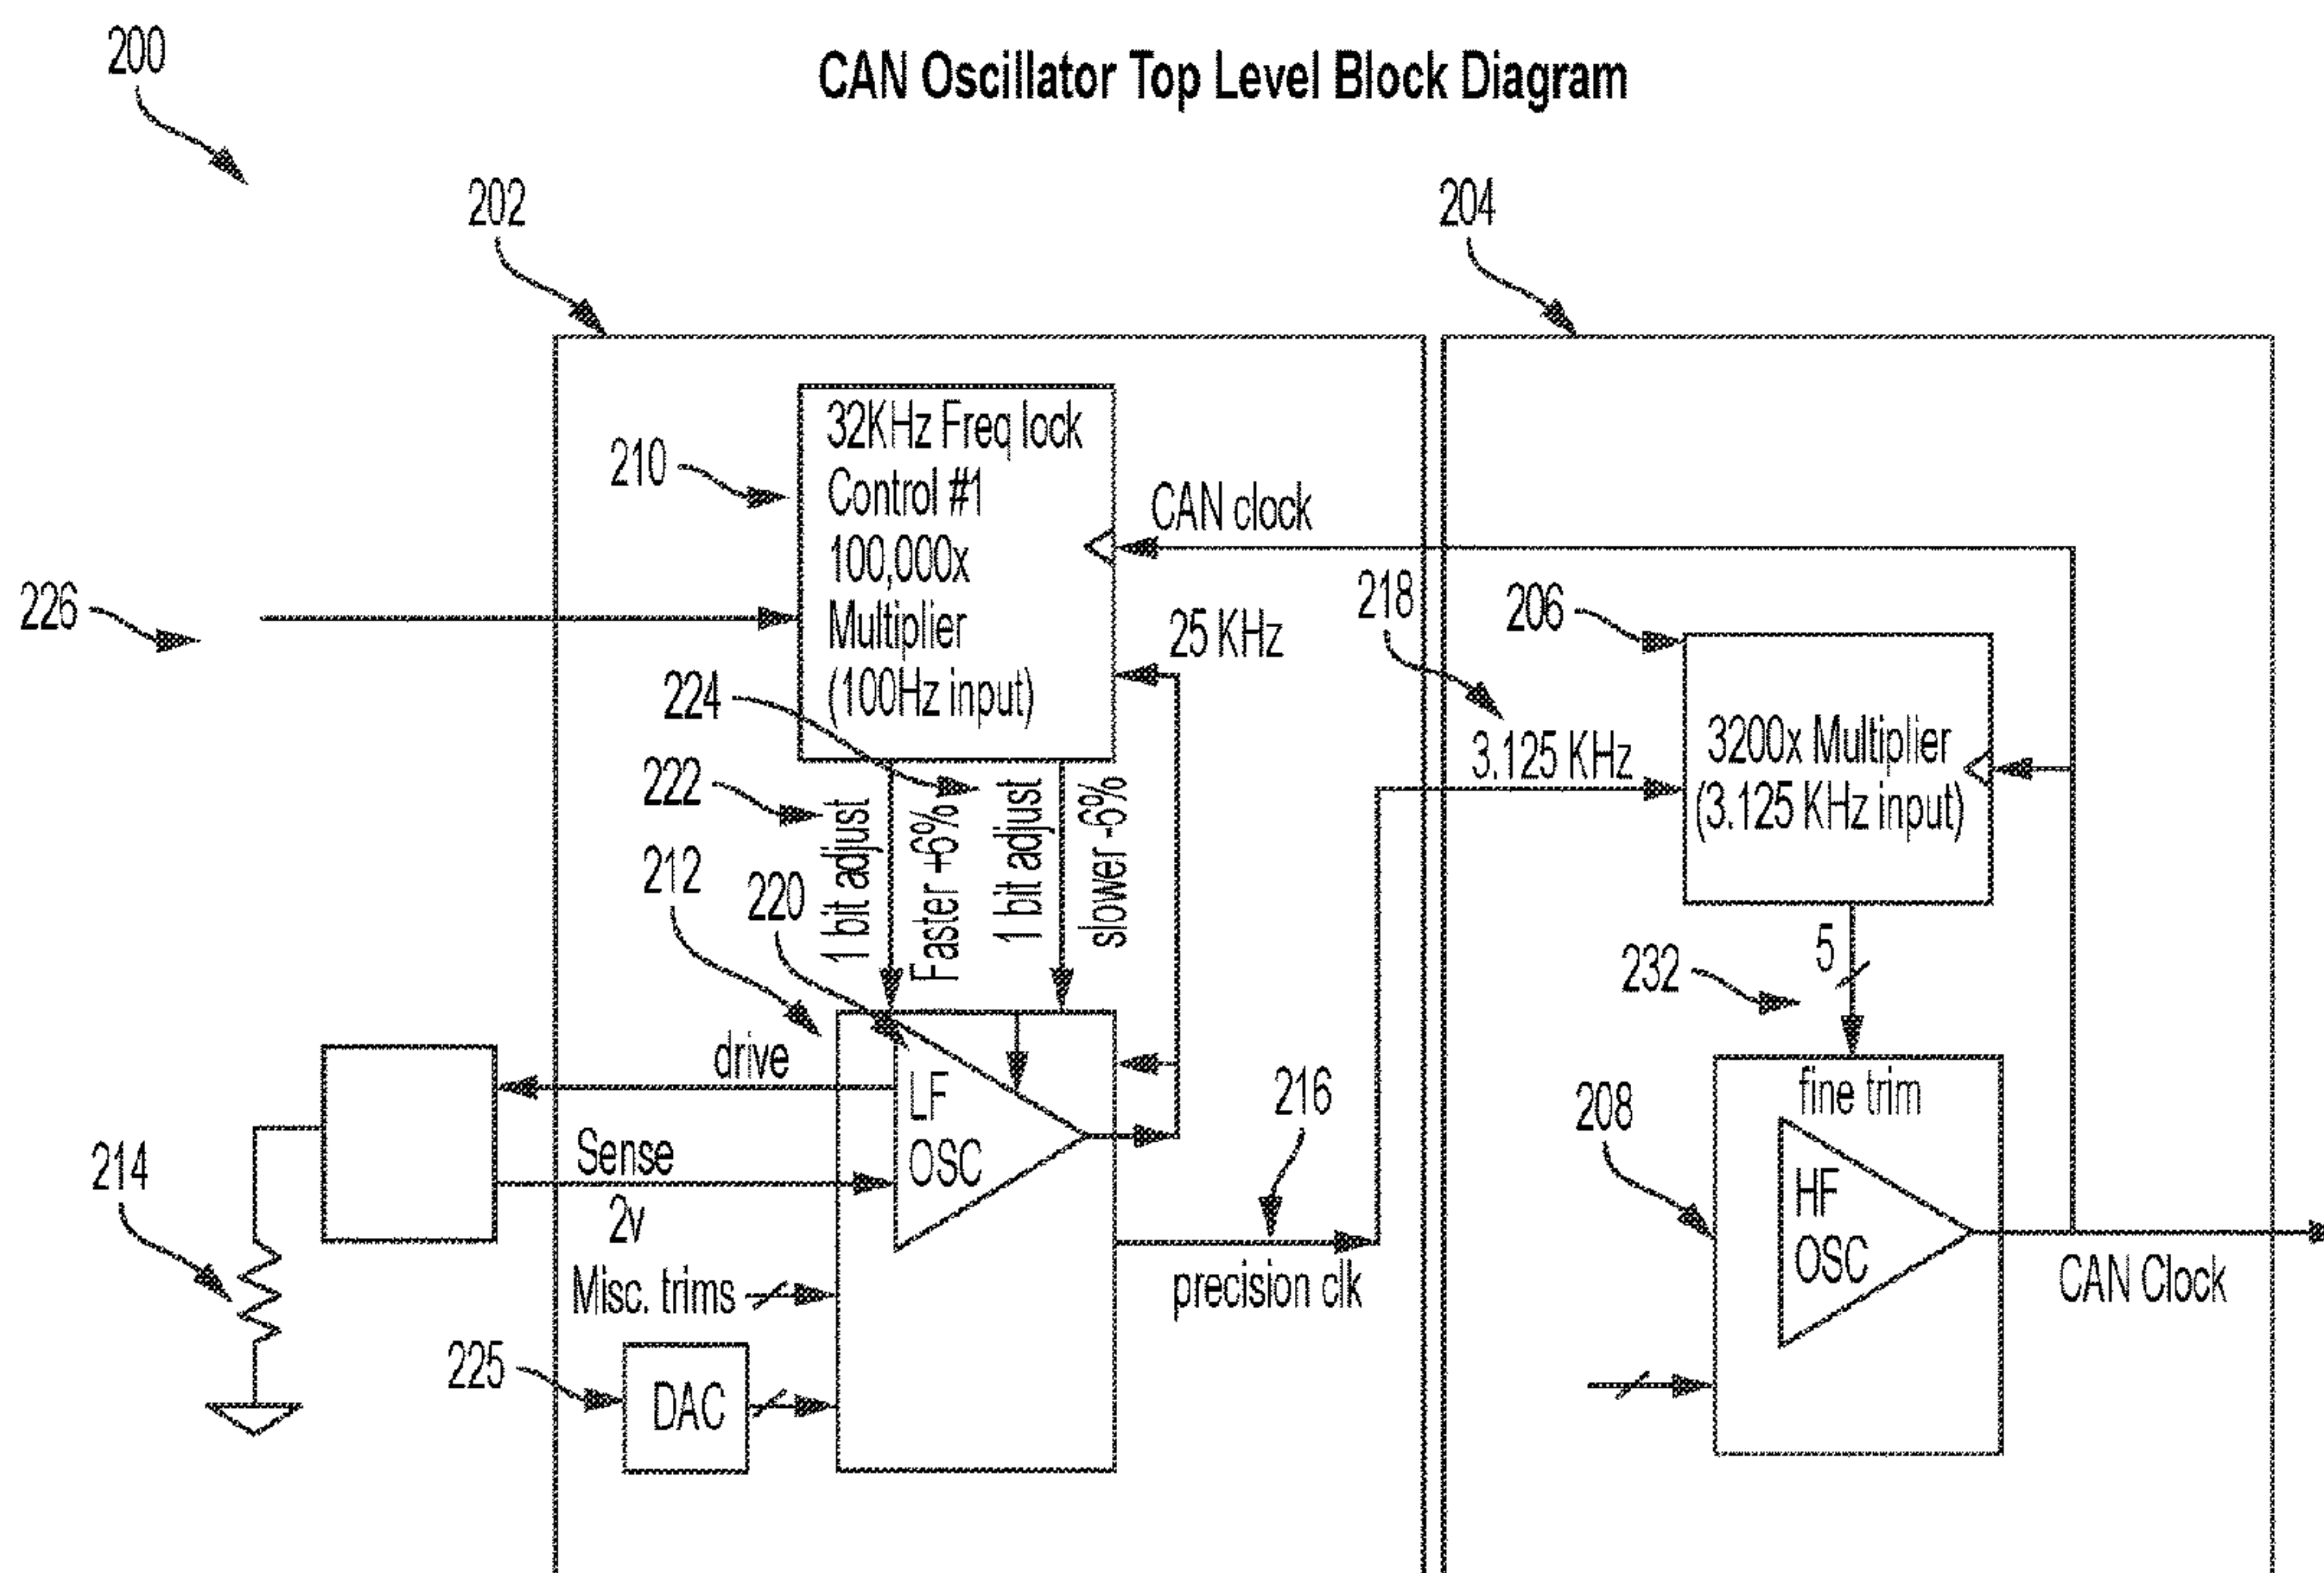 200
CAN Oscillator Top Level Block Diagram
202
204
32KHz Freq lock
Control #1
100,000x
Multiplier
(100Hz input)
210
CAN clock
226
25 KHz
218
206
224
3.125 KHz
3200x Multiplier
(3.125 KHz input)
222
1 bit adjust
Faster +6%
1 bit adjust
slower -6%
212
220
5
232
drive
LF
OSC
216
208
fine trim
HF
OSC
214
Sense
2v
Misc. trims
precision clk
CAN Clock
225
DAC